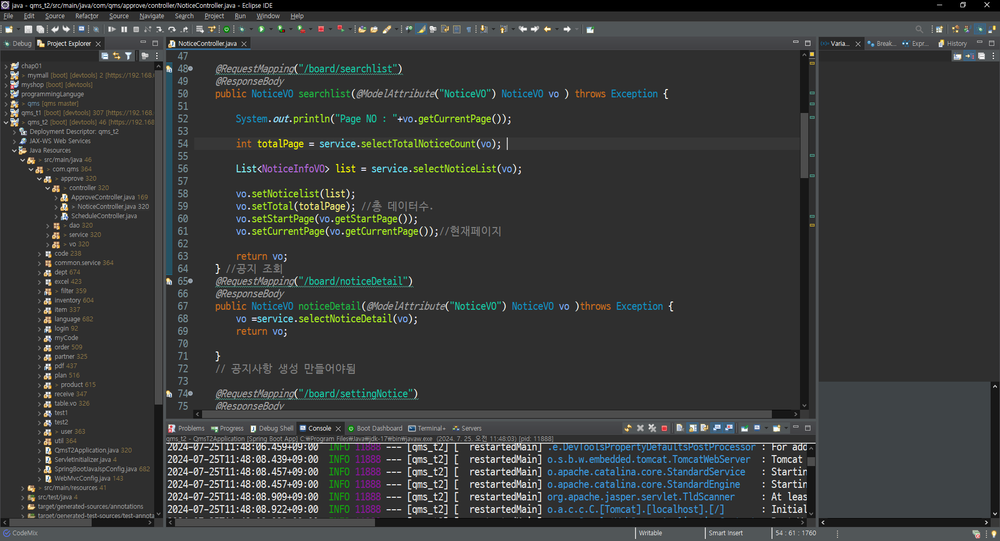 java - qms_t2/src/main/java/com/qms/approve/controller/NoticeController.java - Eclipse IDE
File Edit Source Refactor Source Navigate Search Project Run Window Help
Debug Project Explorer
NoticeController.java
Varia... Break... Expr... History
chap01
> mymall [boot] [devtools] 2 [https://192.168.0
myshop [boot] [devtools]
programmingLanguge
> qms [qms master]
qms_t1 [boot] [devtools] 307 [https://192.168.
> qms_t2 [boot] [devtools] 46 [https://192.168
Deployment Descriptor: qms_t2
JAX-WS Web Services
Java Resources
> src/main/java 46
> com.qms 364
> approve 320
> controller 320
ApproveController.java 169
> NoticeController.java 320
ScheduleController.java
> dao 320
> service 320
> vo 320
code 238
common.service 364
dept 674
excel 423
> filter 359
inventory 604
item 337
language 682
login 92
myCode
order 509
partner 325
pdf 437
plan 516
> product 615
receive 347
table.vo 326
test1
test2
> user 363
util 364
QmsT2Application.java 320
ServletInitializer.java 4
SpringBootJavaJspConfig.java 682
WebMvcConfig.java 143
> src/main/resources 41
src/test/java 4
target/generated-sources/annotations
target/generated-test-sources/test-annota
47
48 @RequestMapping("/board/searchlist")
49 @ResponseBody
50 public NoticeVO searchlist(@ModelAttribute("NoticeVO") NoticeVO vo ) throws Exception {
51
52 System.out.println("Page NO : "+vo.getCurrentPage());
53
54 int totalPage = service.selectTotalNoticeCount(vo);
55
56 List<NoticeInfoVO> list = service.selectNoticeList(vo);
57
58 vo.setNoticelist(list);
59 vo.setTotal(totalPage); //총 데이터수.
60 vo.setStartPage(vo.getStartPage());
61 vo.setCurrentPage(vo.getCurrentPage());//현재페이지
62
63 return vo;
64 } //공지 조회
65 @RequestMapping("/board/noticeDetail")
66 @ResponseBody
67 public NoticeVO noticeDetail(@ModelAttribute("NoticeVO") NoticeVO vo )throws Exception {
68 vo =service.selectNoticeDetail(vo);
69 return vo;
70
71 }
72 // 공지사항 생성 만들어야됨
73
74 @RequestMapping("/board/settingNotice")
75 @ResponseBody
Problems Progress Debug Shell Console Boot Dashboard Terminal+ Servers
qms_t2 - QmsT2Application [Spring Boot App] C:₩Program Files₩Java₩jdk-17₩bin₩javaw.exe (2024. 7. 25. 오전 11:48:03) [pid: 11888]
2024-07-25T11:48:06.459+09:00 INFO 11888 --- [qms_t2] [ restartedMain] .e.DevToolsPropertyDefaultsPostProcessor : For add
2024-07-25T11:48:08.439+09:00 INFO 11888 --- [qms_t2] [ restartedMain] o.s.b.w.embedded.tomcat.TomcatWebServer : Tomcat
2024-07-25T11:48:08.457+09:00 INFO 11888 --- [qms_t2] [ restartedMain] o.apache.catalina.core.StandardService : Startin
2024-07-25T11:48:08.457+09:00 INFO 11888 --- [qms_t2] [ restartedMain] o.apache.catalina.core.StandardEngine : Startin
2024-07-25T11:48:08.909+09:00 INFO 11888 --- [qms_t2] [ restartedMain] org.apache.jasper.servlet.TldScanner : At leas
2024-07-25T11:48:08.922+09:00 INFO 11888 --- [qms_t2] [ restartedMain] o.a.c.c.C.[Tomcat].[localhost].[/] : Initial
CodeMix Writable Smart Insert 54 : 61 : 1760